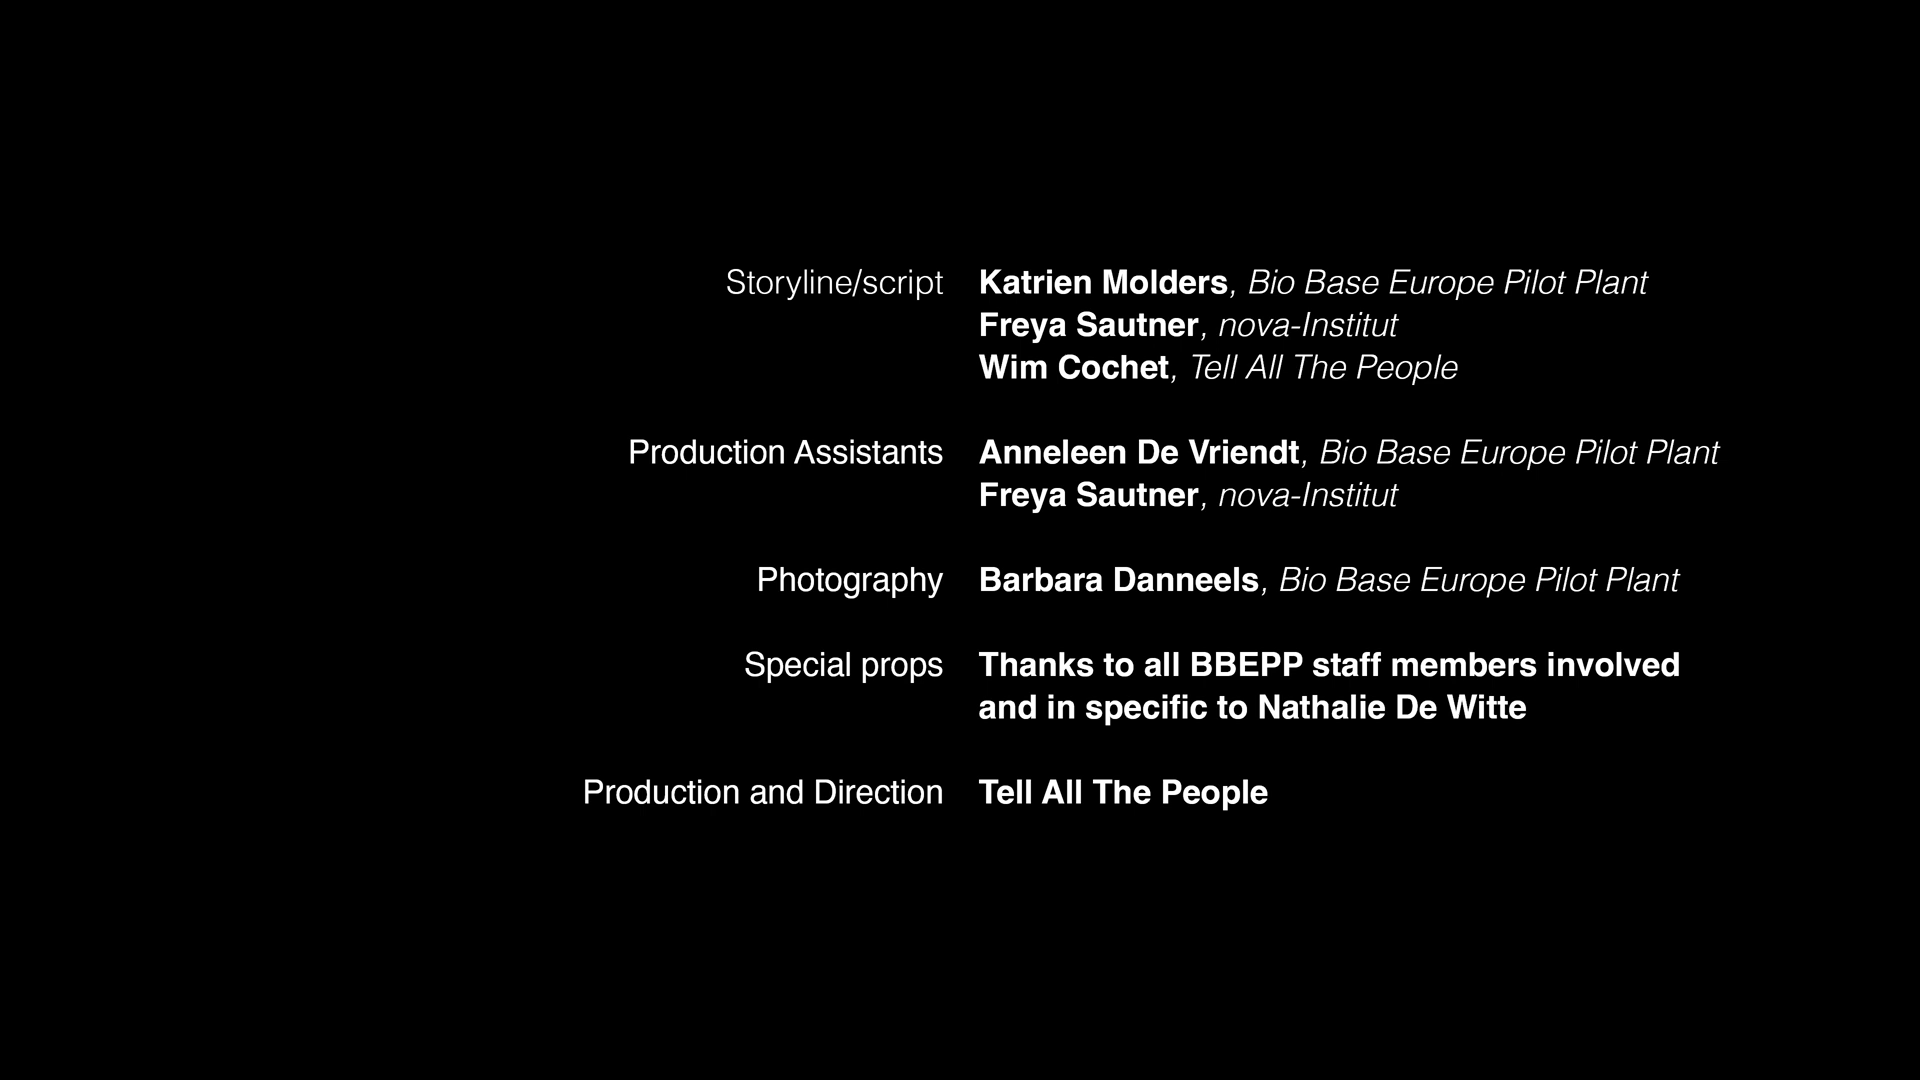 Storyline/script Katrien Molders, Bio Base Europe Pilot Plant
Freya Sautner, nova-Institut
Wim Cochet, Tell All The People
Production Assistants Anneleen De Vriendt, Bio Base Europe Pilot Plant
Freya Sautner, nova-Institut
Photography Barbara Danneels, Bio Base Europe Pilot Plant
Special props Thanks to all BBEPP staff members involved
and in specific to Nathalie De Witte
Production and Direction Tell All The People